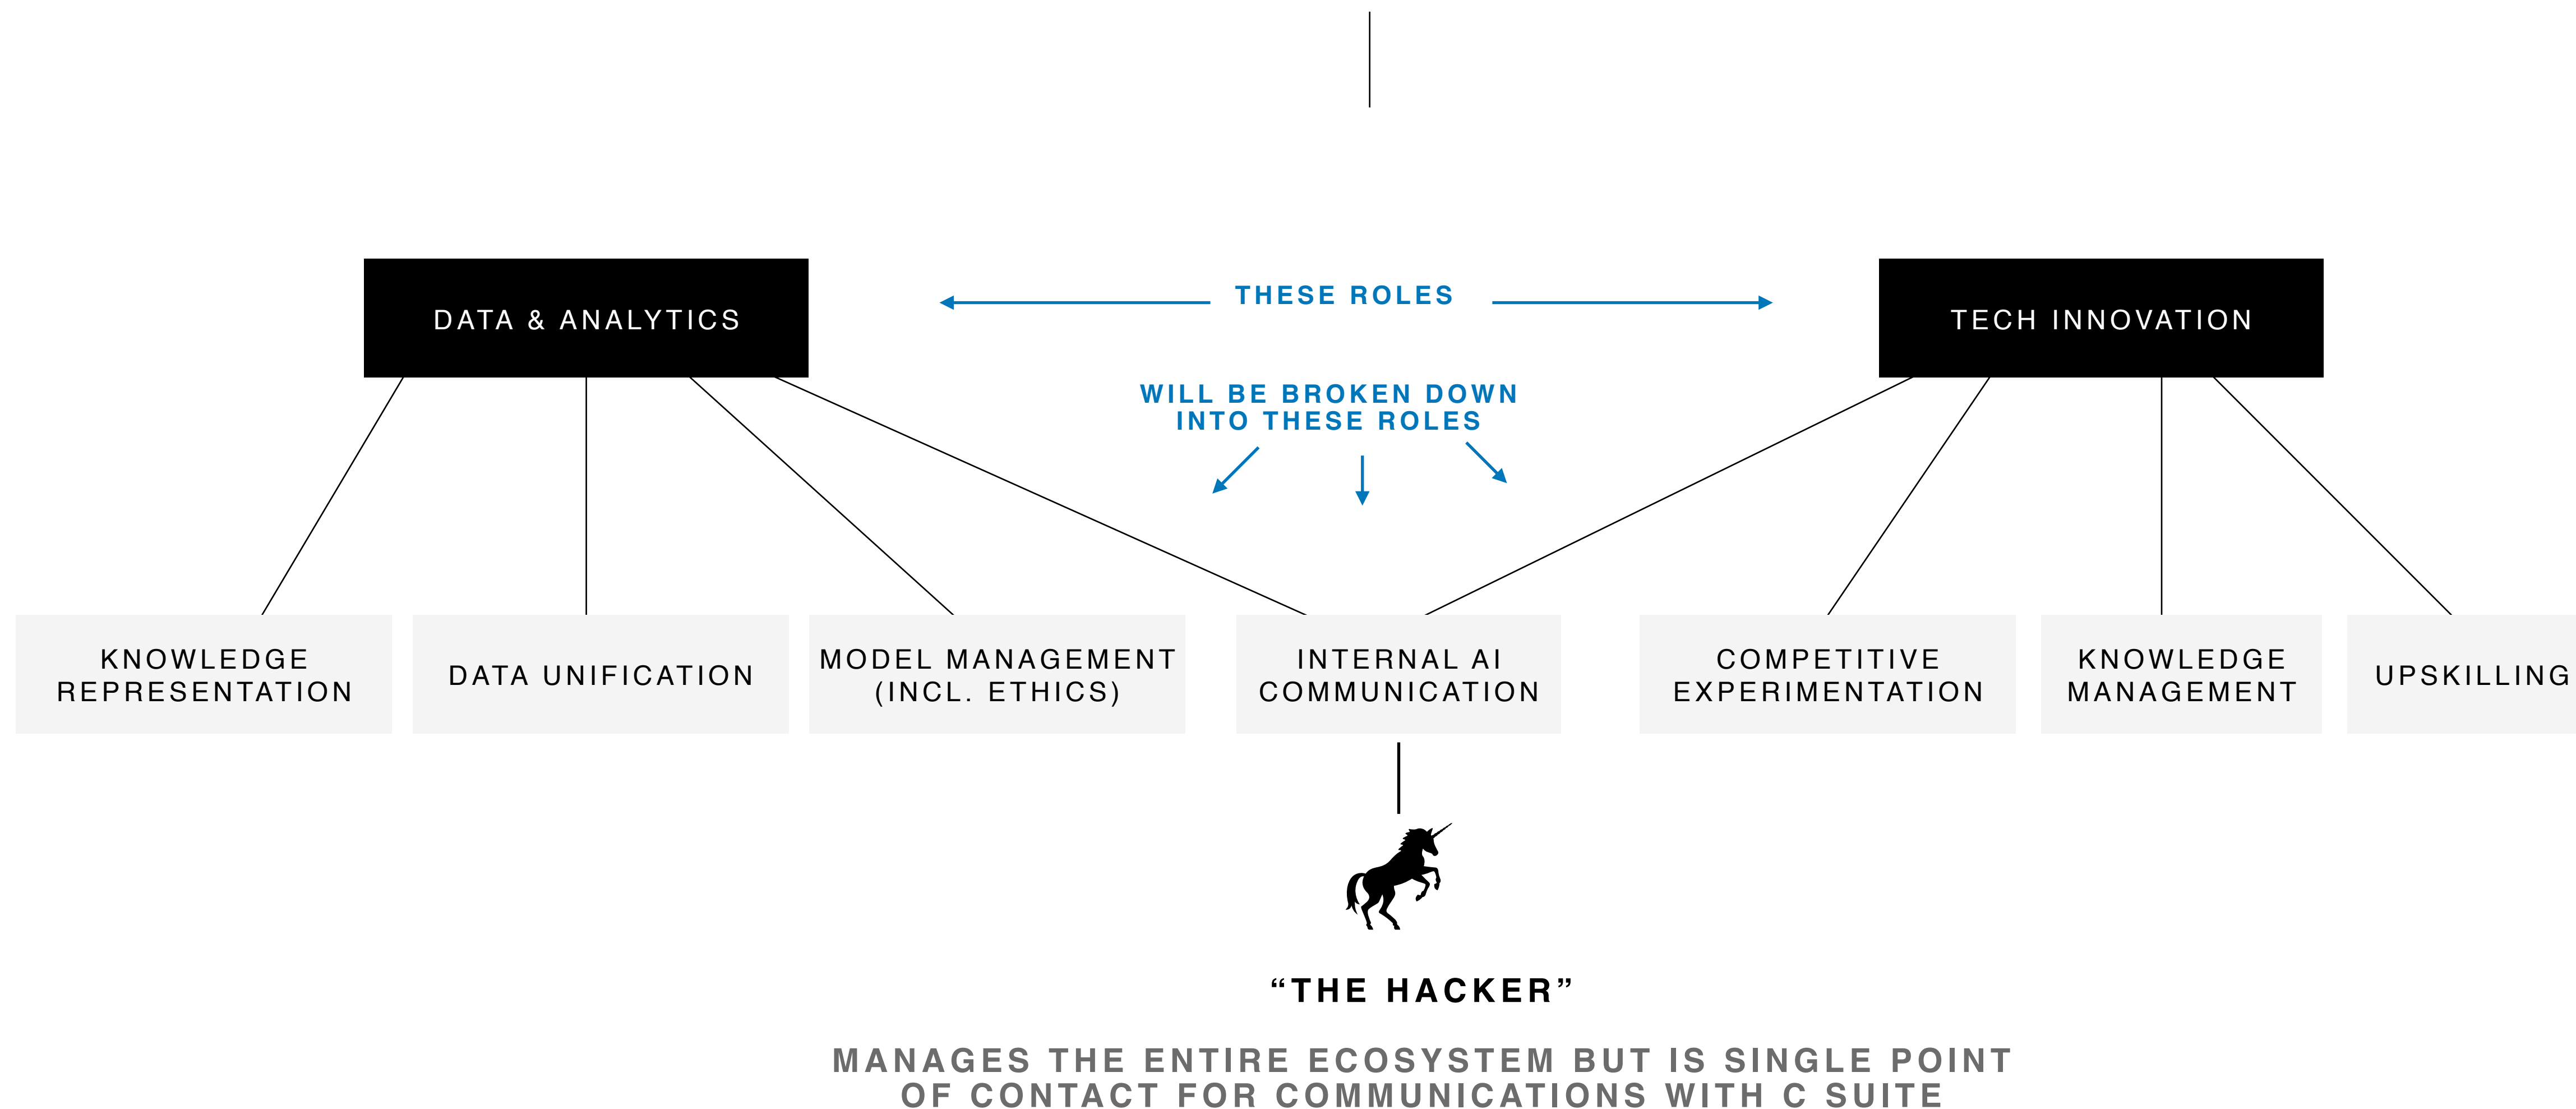 THESE ROLES
DATA & ANALYTICS
TECH INNOVATION
WILL BE BROKEN DOWN
INTO THESE ROLES
KNOWLEDGE
REPRESENTATION
DATA UNIFICATION
MODEL MANAGEMENT
(INCL. ETHICS)
INTERNAL AI
COMMUNICATION
COMPETITIVE
EXPERIMENTATION
KNOWLEDGE
MANAGEMENT
UPSKILLING
“THE HACKER”
MANAGES THE ENTIRE ECOSYSTEM BUT IS SINGLE POINT
OF CONTACT FOR COMMUNICATIONS WITH C SUITE